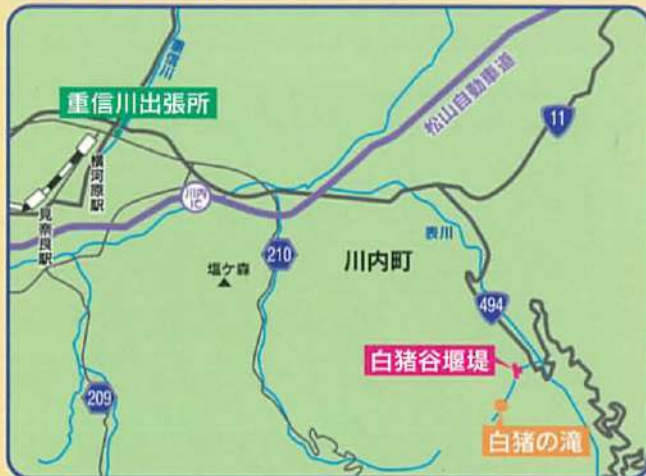 重信川
重信川出張所
松山自動車道
11
横河原駅
川内
IC
見奈良駅
表川
210
川内町
塩ケ森
494
白猪谷堰堤
209
白猪の滝